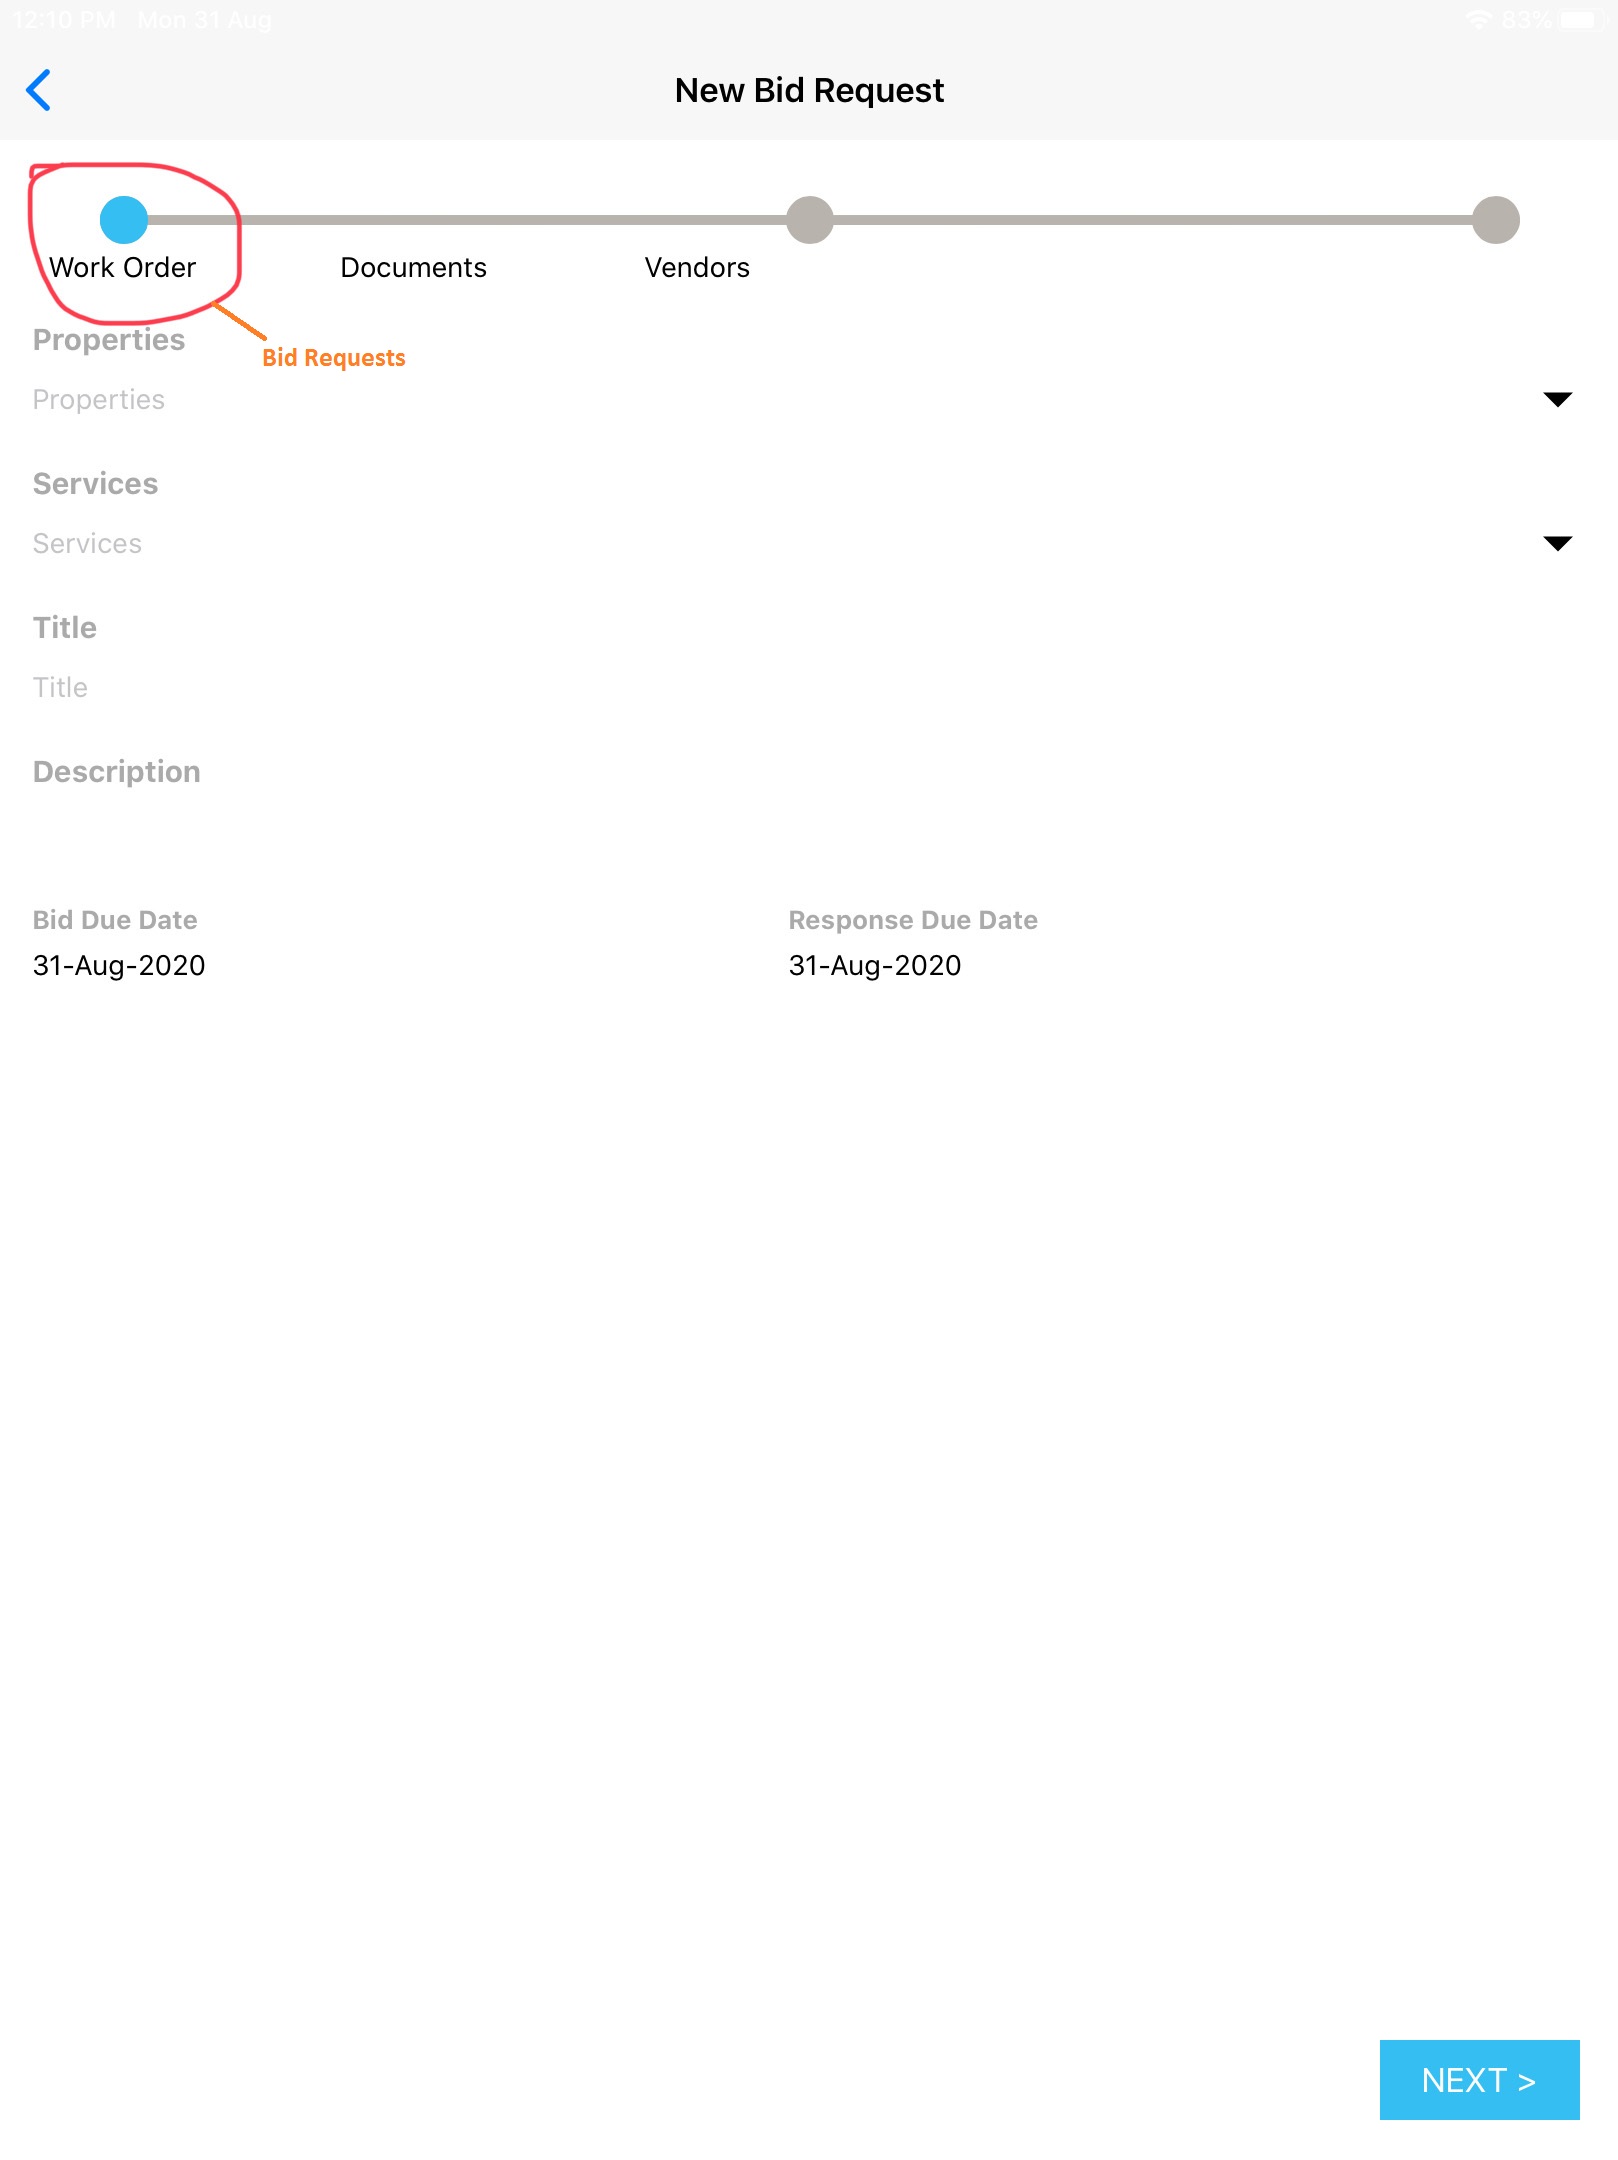 12:10 PM Mon 31 Aug 83%
New Bid Request
Work Order Documents Vendors
Properties
Bid Requests
Properties
Services
Services
Title
Title
Description
Bid Due Date Response Due Date
31-Aug-2020 31-Aug-2020
NEXT >